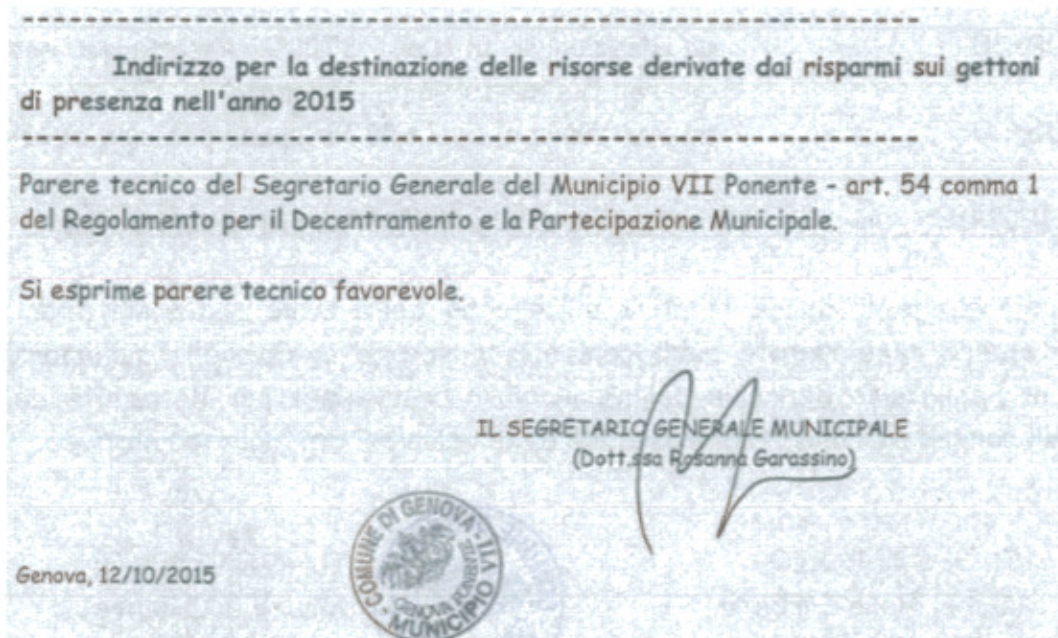 Indirizzo per la destinazione delle risorse derivate dai risparmi sui gettoni
di presenza nell'anno 2015
Parere tecnico del Segretario Generale del Municipio VII Ponente - art. 54 comma 1
del Regolamento per il Decentramento e la Partecipazione Municipale.
Si esprime parere tecnico favorevole.
IL SEGRETARIO GENERALE MUNICIPALE
(Dott.ssa Rosanna Garassino)
COMUNE DI GENOVA - MUNICIPIO VII
GENOVA PONENTE
Genova, 12/10/2015